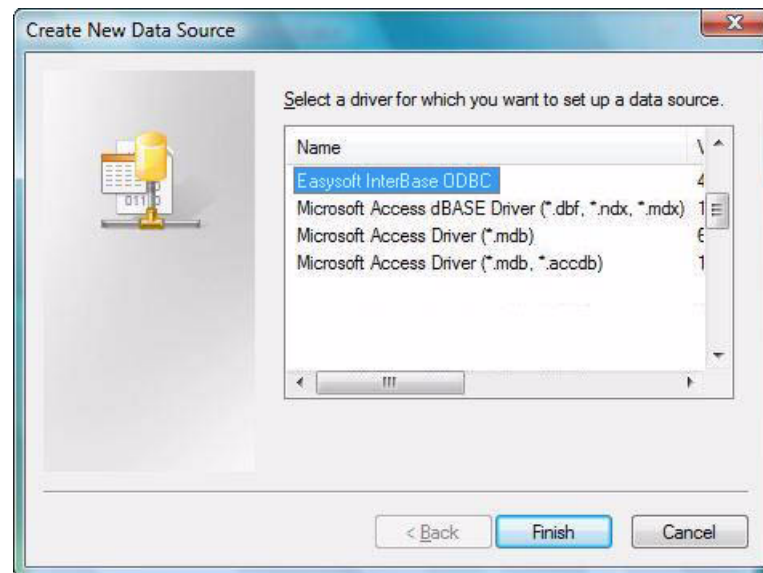 Create New Data Source
Select a driver for which you want to set up a data source.
Name
Easysoft InterBase ODBC
Microsoft Access dBASE Driver (*.dbf, *.ndx, *.mdx) 1
Microsoft Access Driver (*.mdb)
Microsoft Access Driver (*.mdb, *.accdb) 1
< Back
Finish
Cancel